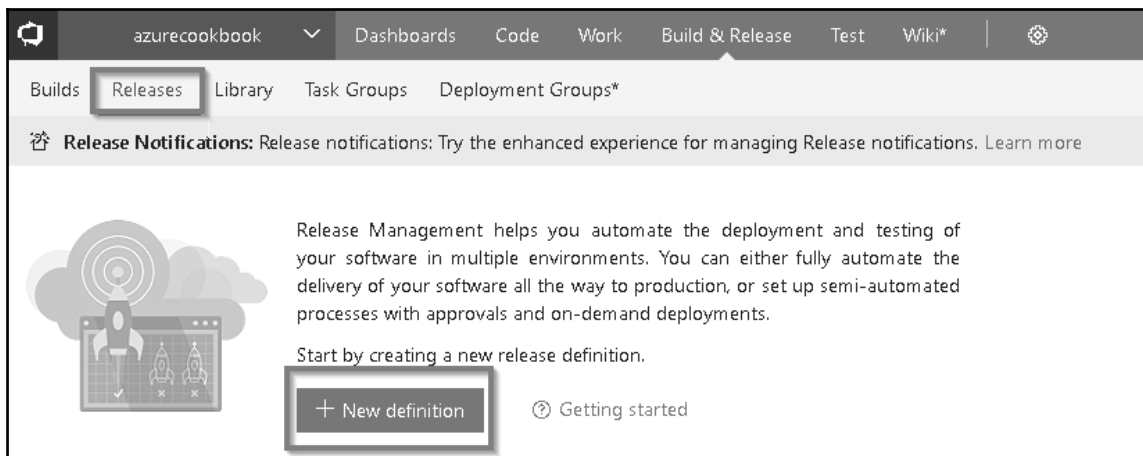 azurecookbook Dashboards Code Work Build & Release Test Wiki*
Builds Releases Library Task Groups Deployment Groups*
Release Notifications: Release notifications: Try the enhanced experience for managing Release notifications. Learn more
Release Management helps you automate the deployment and testing of
your software in multiple environments. You can either fully automate the
delivery of your software all the way to production, or set up semi-automated
processes with approvals and on-demand deployments.
Start by creating a new release definition.
+ New definition Getting started